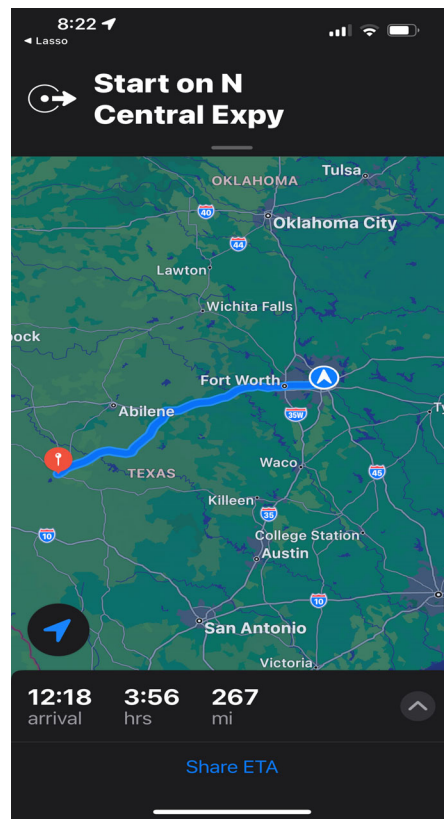 8:22
◀ Lasso
Start on N
Central Expy
Tulsa
OKLAHOMA
40
Oklahoma City
44
Lawton
Wichita Falls
ock
Fort Worth
Abilene
Ty
35W
Waco
45
TEXAS
Killeen
35
College Station
10
Austin
10
San Antonio
Victoria
12:18
3:56
267
arrival
hrs
mi
Share ETA